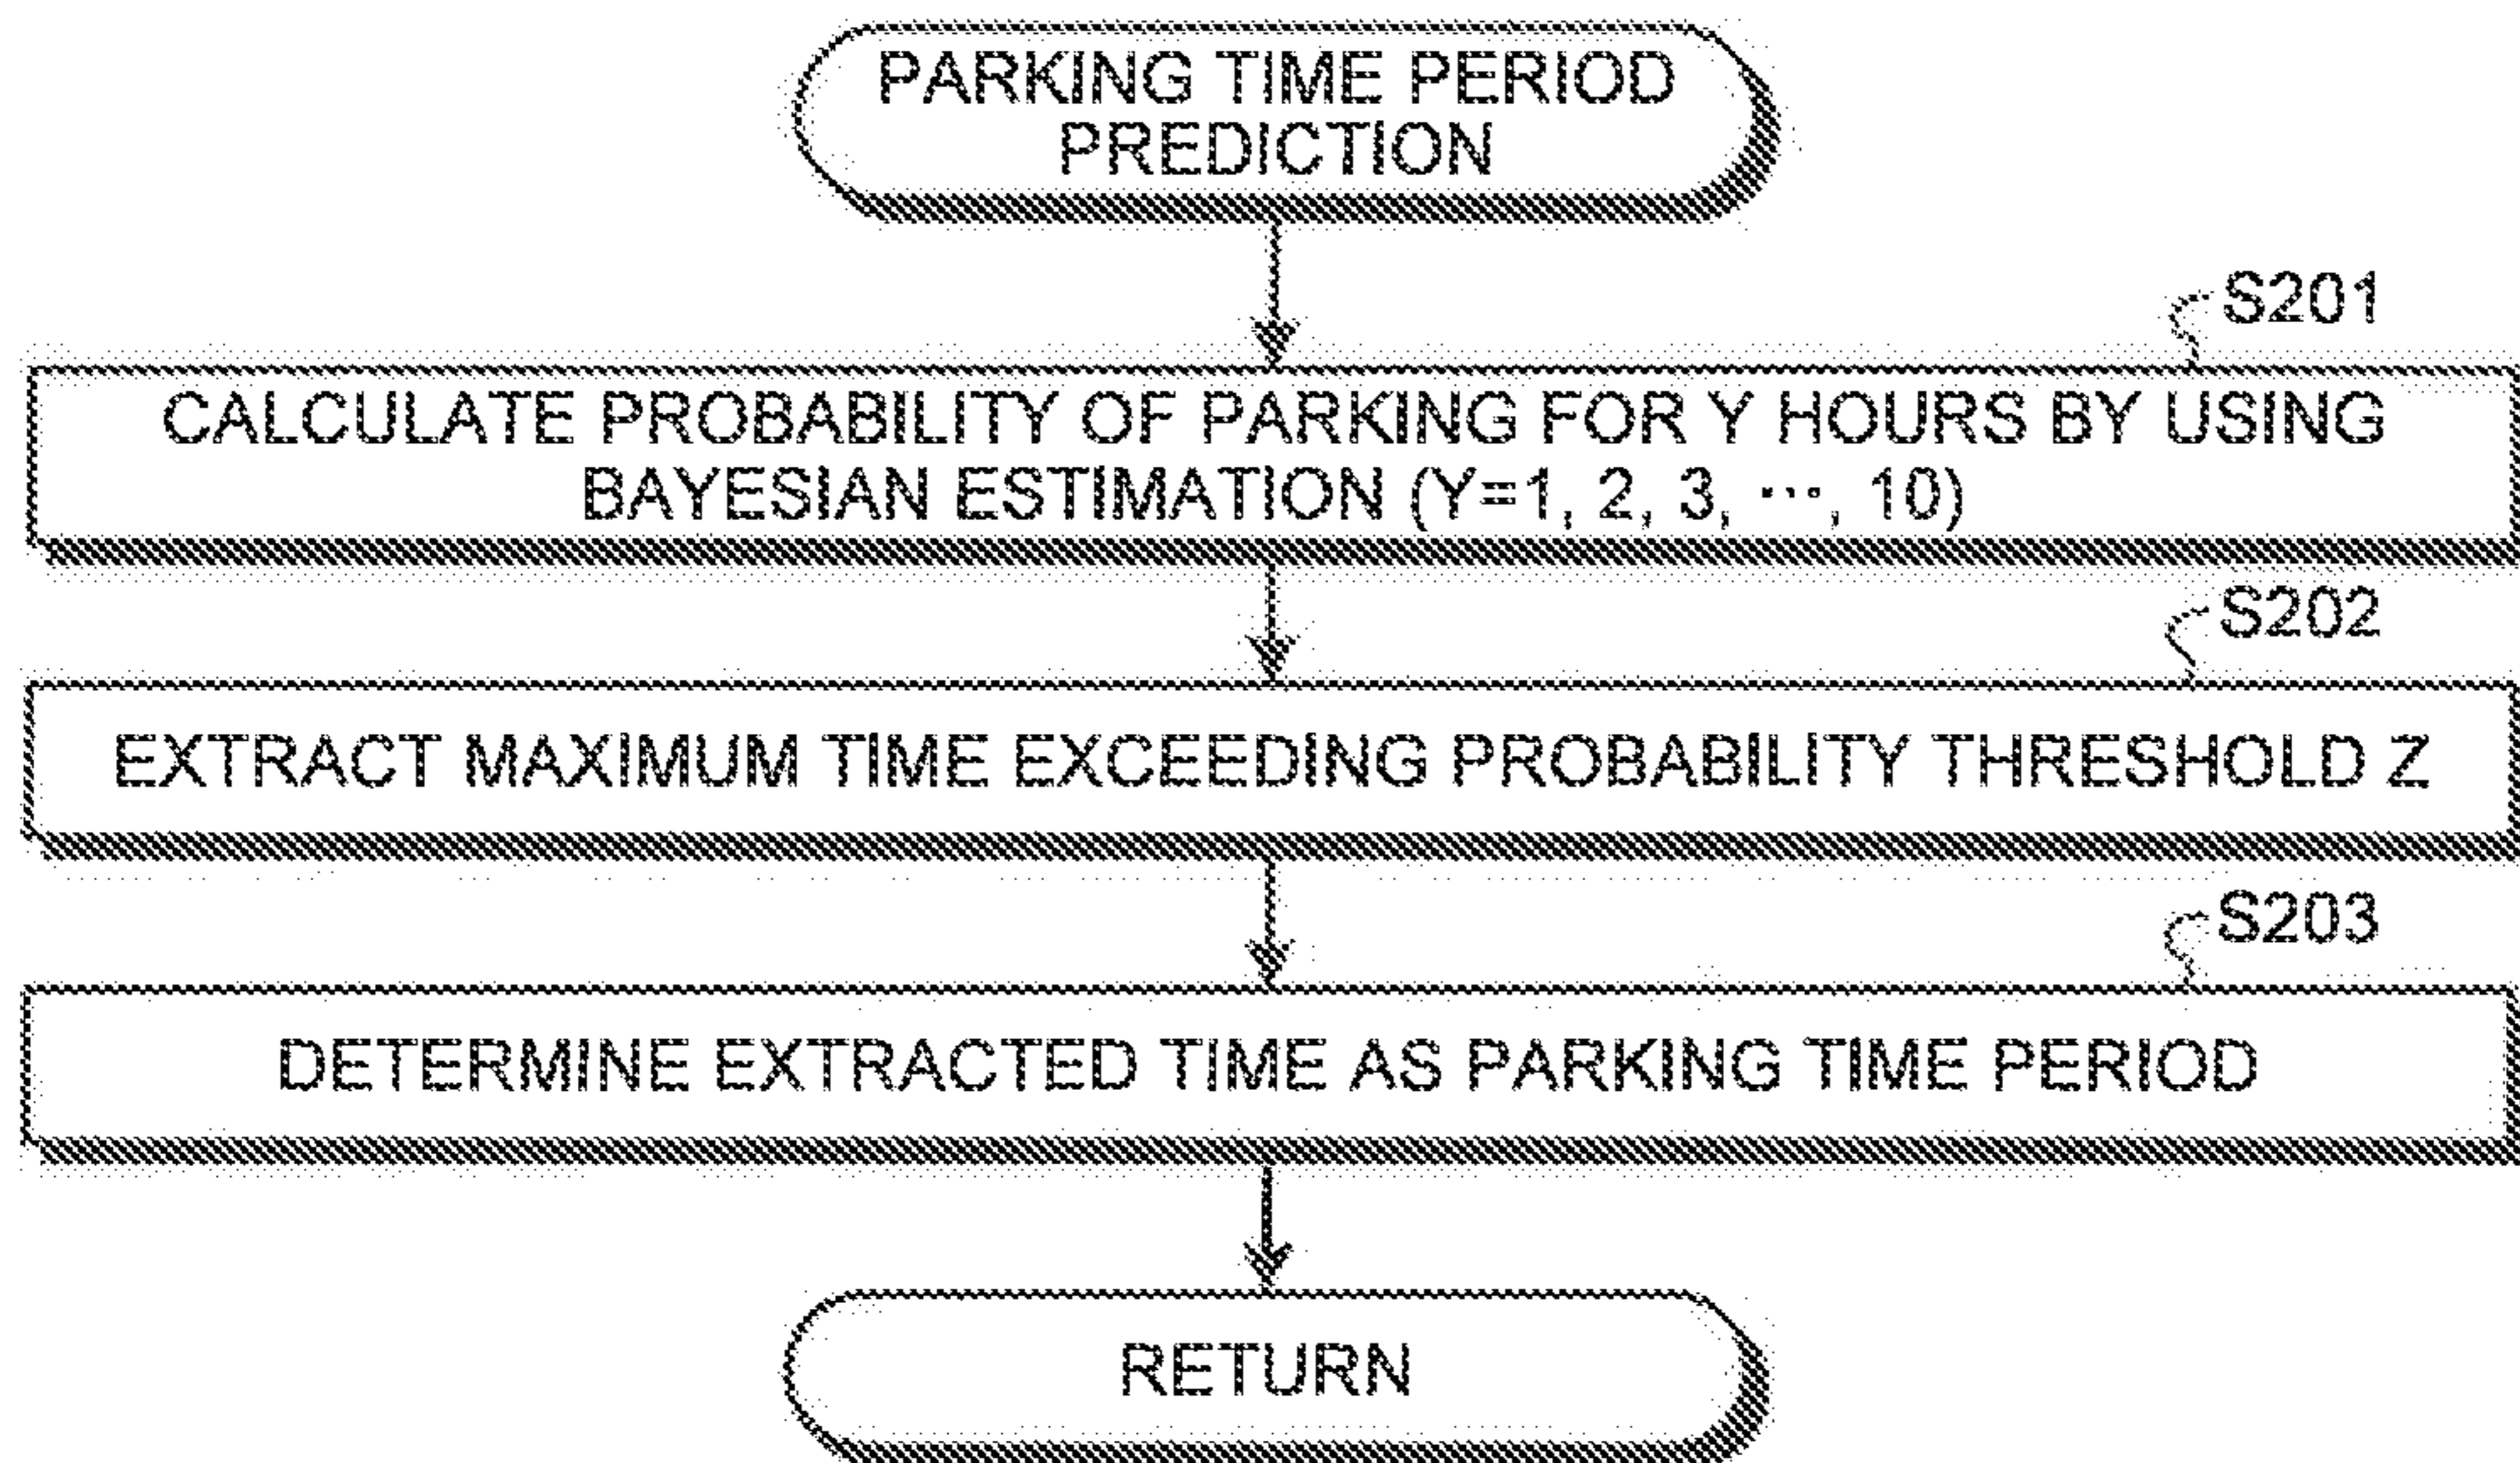 PARKING TIME PERIOD
PREDICTION
S201
CALCULATE PROBABILITY OF PARKING FOR Y HOURS BY USING
BAYESIAN ESTIMATION (Y=1, 2, 3, ···, 10)
S202
EXTRACT MAXIMUM TIME EXCEEDING PROBABILITY THRESHOLD Z
S203
DETERMINE EXTRACTED TIME AS PARKING TIME PERIOD
RETURN